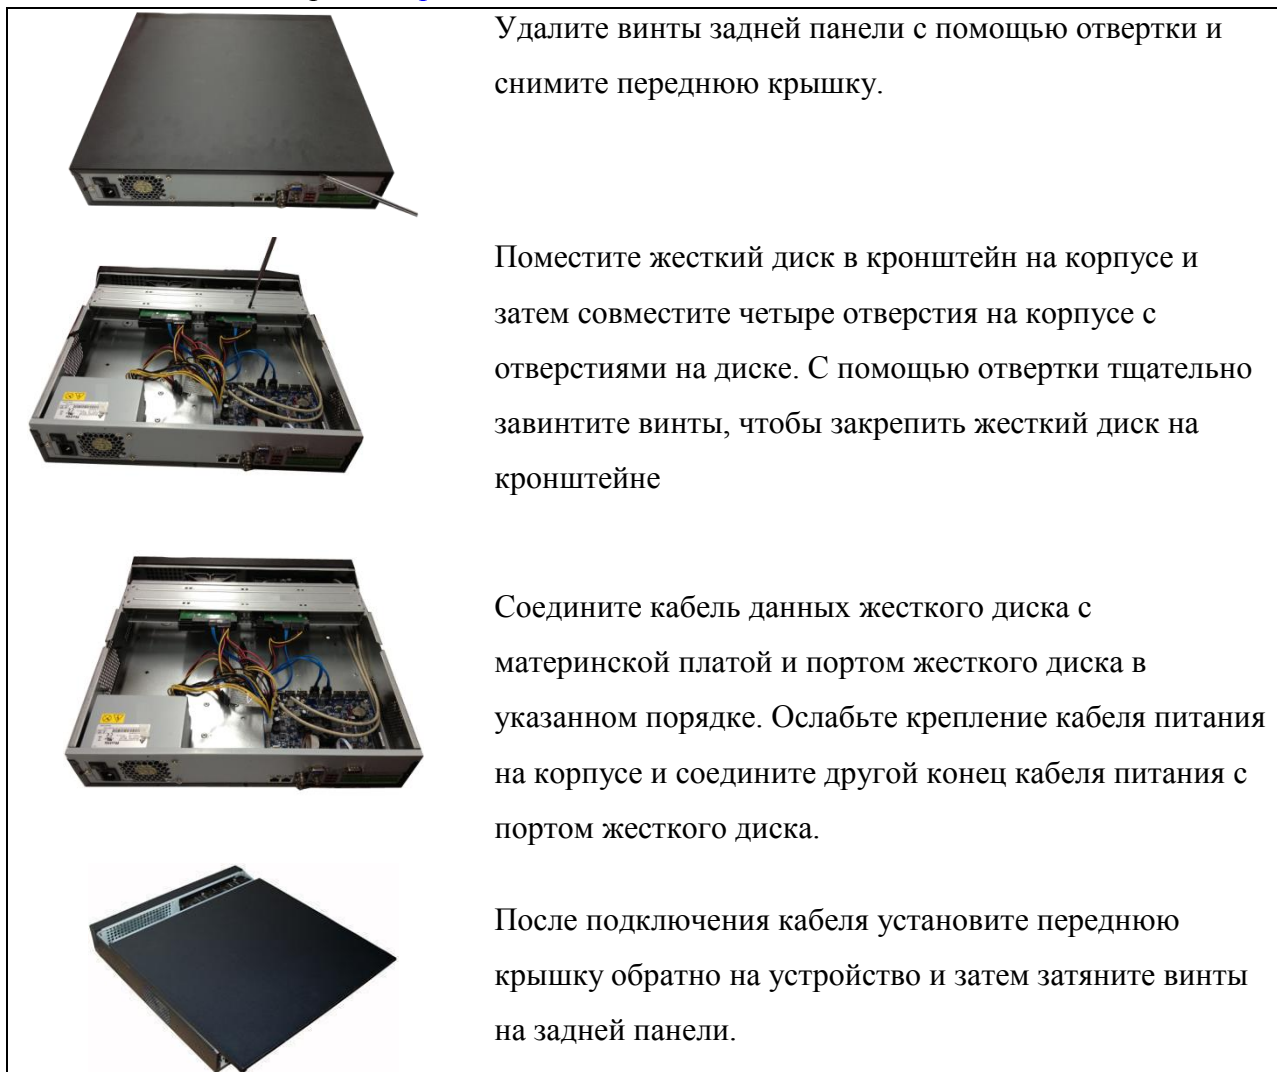 Удалите винты задней панели с помощью отвертки и
снимите переднюю крышку.
Поместите жесткий диск в кронштейн на корпусе и
затем совместите четыре отверстия на корпусе с
отверстиями на диске. С помощью отвертки тщательно
завинтите винты, чтобы закрепить жесткий диск на
кронштейне
Соедините кабель данных жесткого диска с
материнской платой и портом жесткого диска в
указанном порядке. Ослабьте крепление кабеля питания
на корпусе и соедините другой конец кабеля питания с
портом жесткого диска.
После подключения кабеля установите переднюю
крышку обратно на устройство и затем затяните винты
на задней панели.